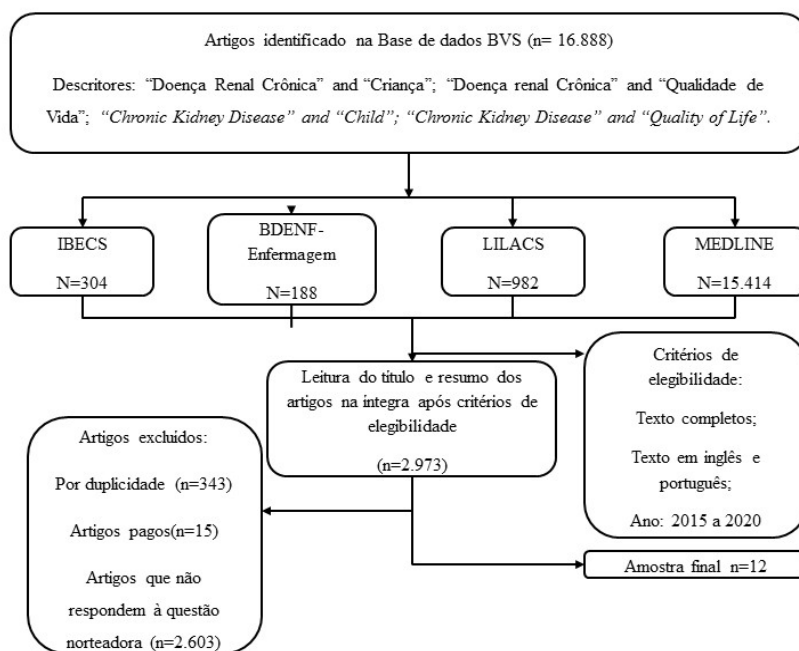 Artigos identificado na Base de dados BVS (n= 16.888)
Descritores: “Doença Renal Crônica” and “Criança”; “Doença renal Crônica” and “Qualidade de
Vida”; “Chronic Kidney Disease” and “Child”; “Chronic Kidney Disease” and “Quality of Life”.
IBECS
N=304
BDENF-
Enfermagem
N=188
LILACS
N=982
MEDLINE
N=15.414
Leitura do titulo e resumo dos
artigos na integra após critérios de
elegibilidade
(n=2.973)
Critérios de
elegibilidade:
Texto completos;
Texto em inglês e
português;
Ano: 2015 a 2020
Artigos excluídos:
Por duplicidade (n=343)
Artigos pagos(n=15)
Artigos que não
respondem à questão
norteadora (n=2.603)
Amostra final n=12